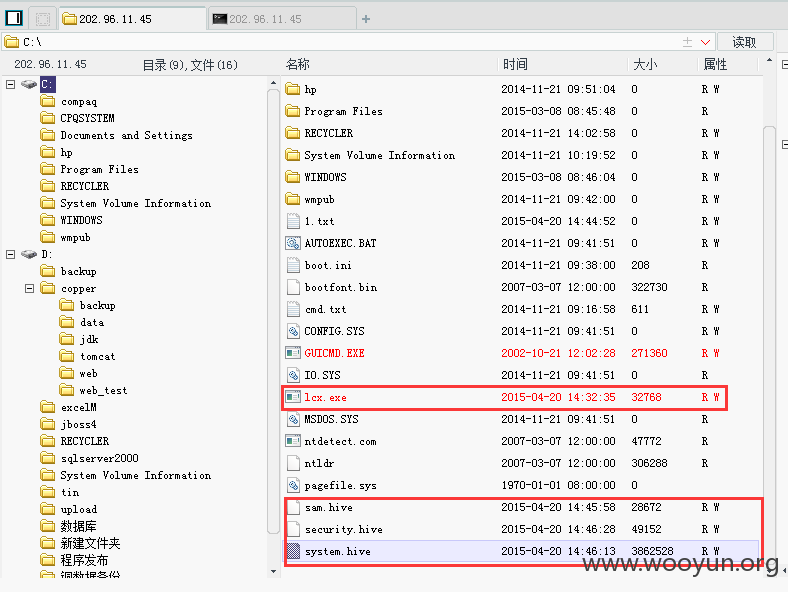 202.96.11.45
202.96.11.45
+
C:\
读取
202.96.11.45 目录(9),文件(16)
名称 时间 大小 属性
C:
compaq
CPQSYSTEM
Documents and Settings
hp
Program Files
RECYCLER
System Volume Information
WINDOWS
wmpub
D:
backup
copper
backup
data
jdk
tomcat
web
web_test
excelM
jboss4
RECYCLER
sqlserver2000
System Volume Information
tin
upload
数据库
新建文件夹
程序发布
调数据备份
hp 2014-11-21 09:51:04 0 R W
Program Files 2015-03-08 08:45:48 0 R
RECYCLER 2014-11-21 14:02:58 0 R W
System Volume Information 2014-11-21 10:19:52 0 R W
WINDOWS 2015-03-08 08:46:04 0 R W
wmpub 2014-11-21 09:42:00 0 R W
1.txt 2015-04-20 14:44:52 0 R W
AUTOEXEC.BAT 2014-11-21 09:41:51 0 R W
boot.ini 2014-11-21 09:38:00 208 R
bootfont.bin 2007-03-07 12:00:00 322730 R
cmd.txt 2014-11-21 09:16:58 611 R W
CONFIG.SYS 2014-11-21 09:41:51 0 R W
GUICMD.EXE 2002-10-21 12:02:28 271360 R W
IO.SYS 2014-11-21 09:41:51 0 R
lcx.exe 2015-04-20 14:32:35 32768 R W
MSDOS.SYS 2014-11-21 09:41:51 0 R
ntdetect.com 2007-03-07 12:00:00 47772 R
ntldr 2007-03-07 12:00:00 306288 R
pagefile.sys 1970-01-01 08:00:00 0
sam.hive 2015-04-20 14:45:58 28672 R W
security.hive 2015-04-20 14:46:28 49152 R W
system.hive 2015-04-20 14:46:13 3862528 R W
www.wooyun.org